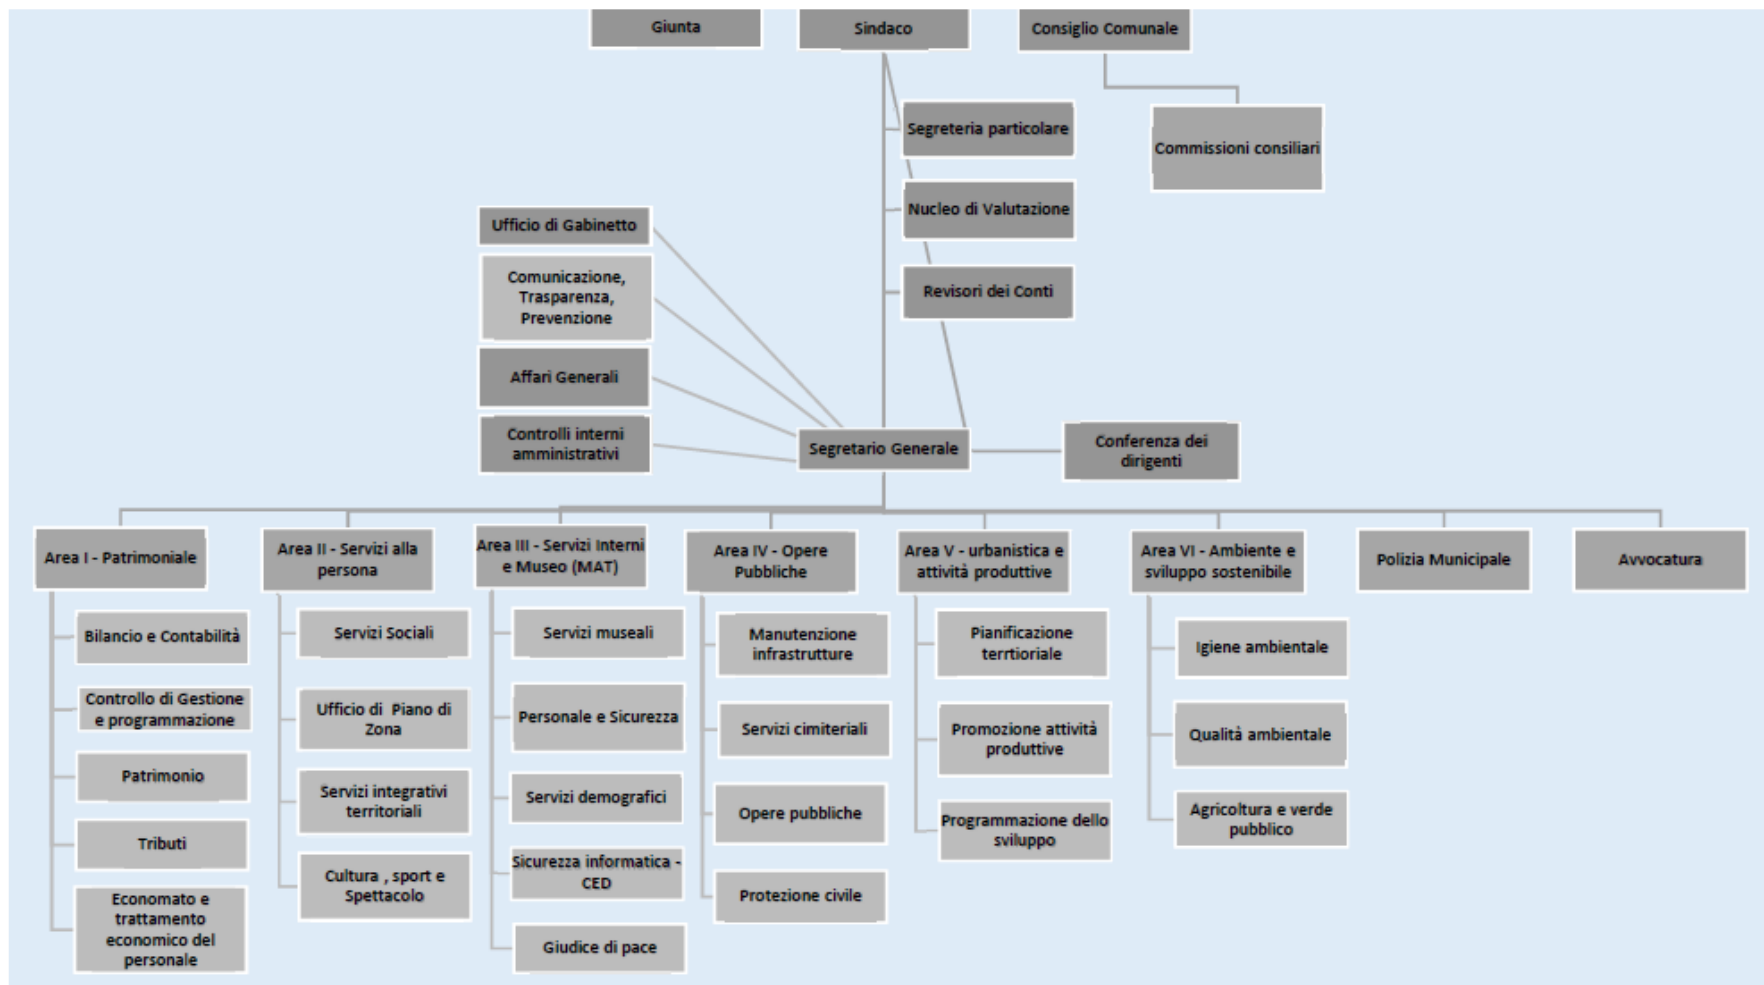 Giunta
Sindaco
Consiglio Comunale
Segreteria particolare
Commissioni consiliari
Nucleo di Valutazione
Revisori dei Conti
Ufficio di Gabinetto
Comunicazione,
Trasparenza,
Prevenzione
Affari Generali
Controlli interni
amministrativi
Segretario Generale
Conferenza dei
dirigenti
Area I - Patrimoniale
Bilancio e Contabilità
Controllo di Gestione
e programmazione
Patrimonio
Tributi
Economato e
trattamento
economico del
personale
Area II - Servizi alla
persona
Servizi Sociali
Ufficio di Piano di
Zona
Servizi integrativi
territoriali
Cultura , sport e
Spettacolo
Area III - Servizi Interni
e Museo (MAT)
Servizi museali
Personale e Sicurezza
Servizi demografici
Sicurezza informatica -
CED
Giudice di pace
Area IV - Opere
Pubbliche
Manutenzione
infrastrutture
Servizi cimiteriali
Opere pubbliche
Protezione civile
Area V - urbanistica e
attività produttive
Pianificazione
terrtioriale
Promozione attività
produttive
Programmazione dello
sviluppo
Area VI - Ambiente e
sviluppo sostenibile
Igiene ambientale
Qualità ambientale
Agricoltura e verde
pubblico
Polizia Municipale
Avvocatura